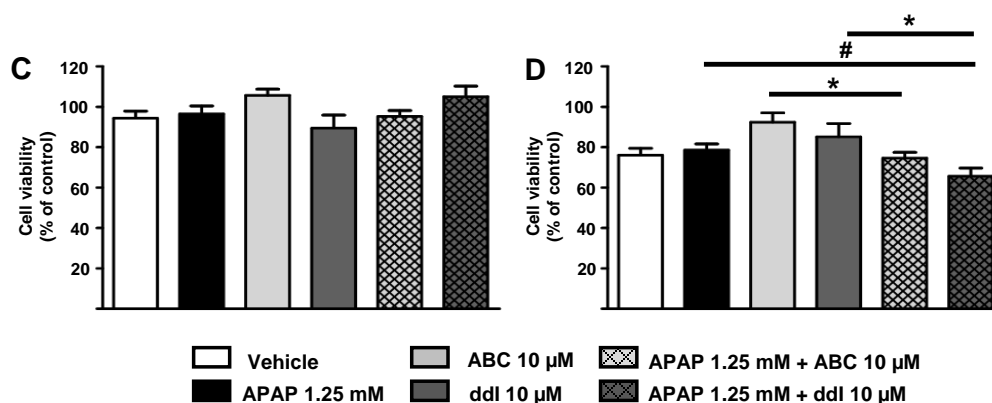 *
#
*
C
120
100
80
60
40
20
Cell viability
(% of control)
D
120
100
80
60
40
20
Cell viability
(% of control)
Vehicle
ABC 10 µM
APAP 1.25 mM + ABC 10 µM
APAP 1.25 mM
ddI 10 µM
APAP 1.25 mM + ddI 10 µM